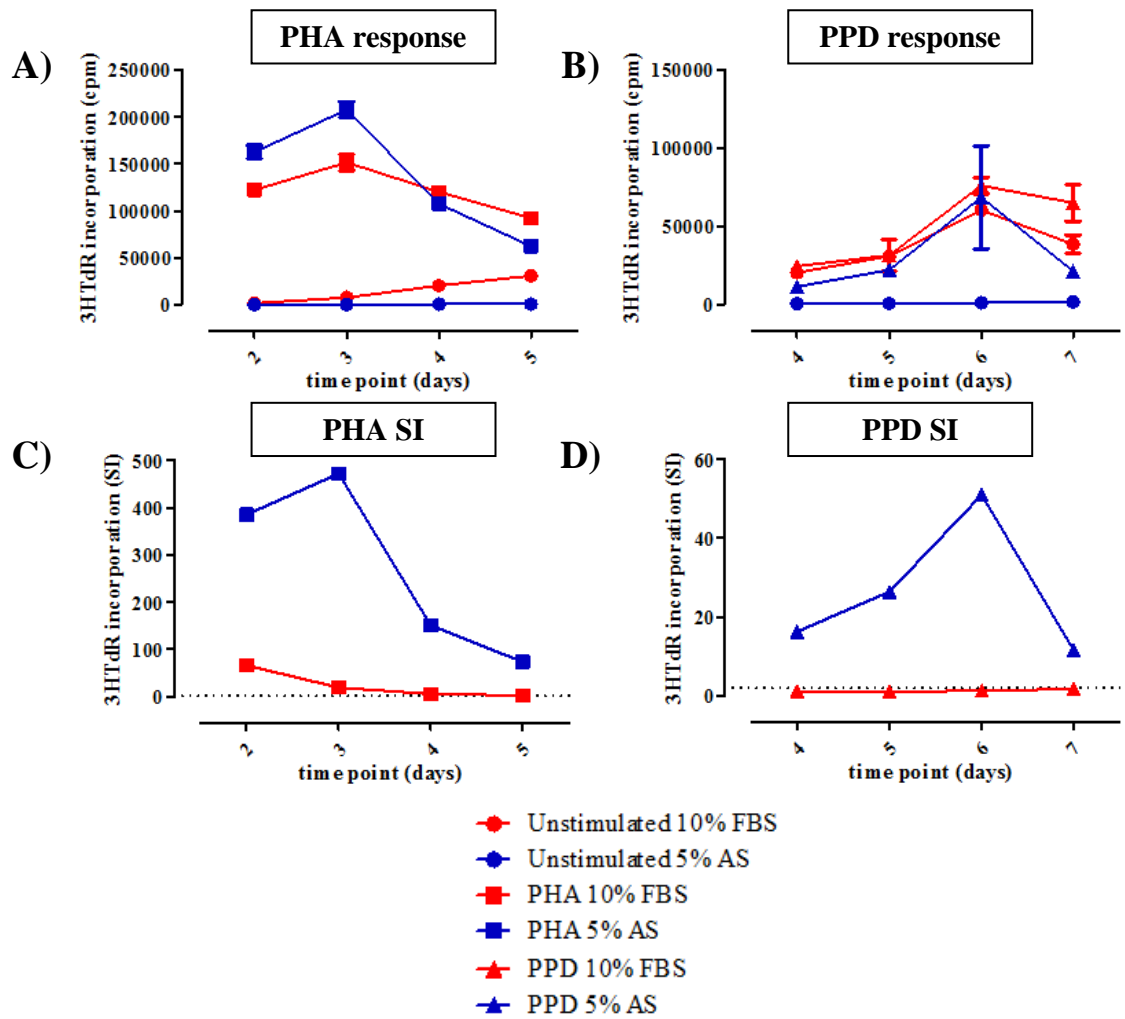 PHA response
PPD response
A)
B)
3HTdR incorporation (cpm)
250000
200000
150000
100000
50000
0
2
3
4
5
time point (days)
3HTdR incorporation (cpm)
150000
100000
50000
0
4
5
6
7
time point (days)
PHA SI
PPD SI
C)
D)
3HTdR incorporation (SI)
500
400
300
200
100
0
2
3
4
5
time point (days)
3HTdR incorporation (SI)
60
40
20
0
4
5
6
7
time point (days)
Unstimulated 10% FBS
Unstimulated 5% AS
PHA 10% FBS
PHA 5% AS
PPD 10% FBS
PPD 5% AS